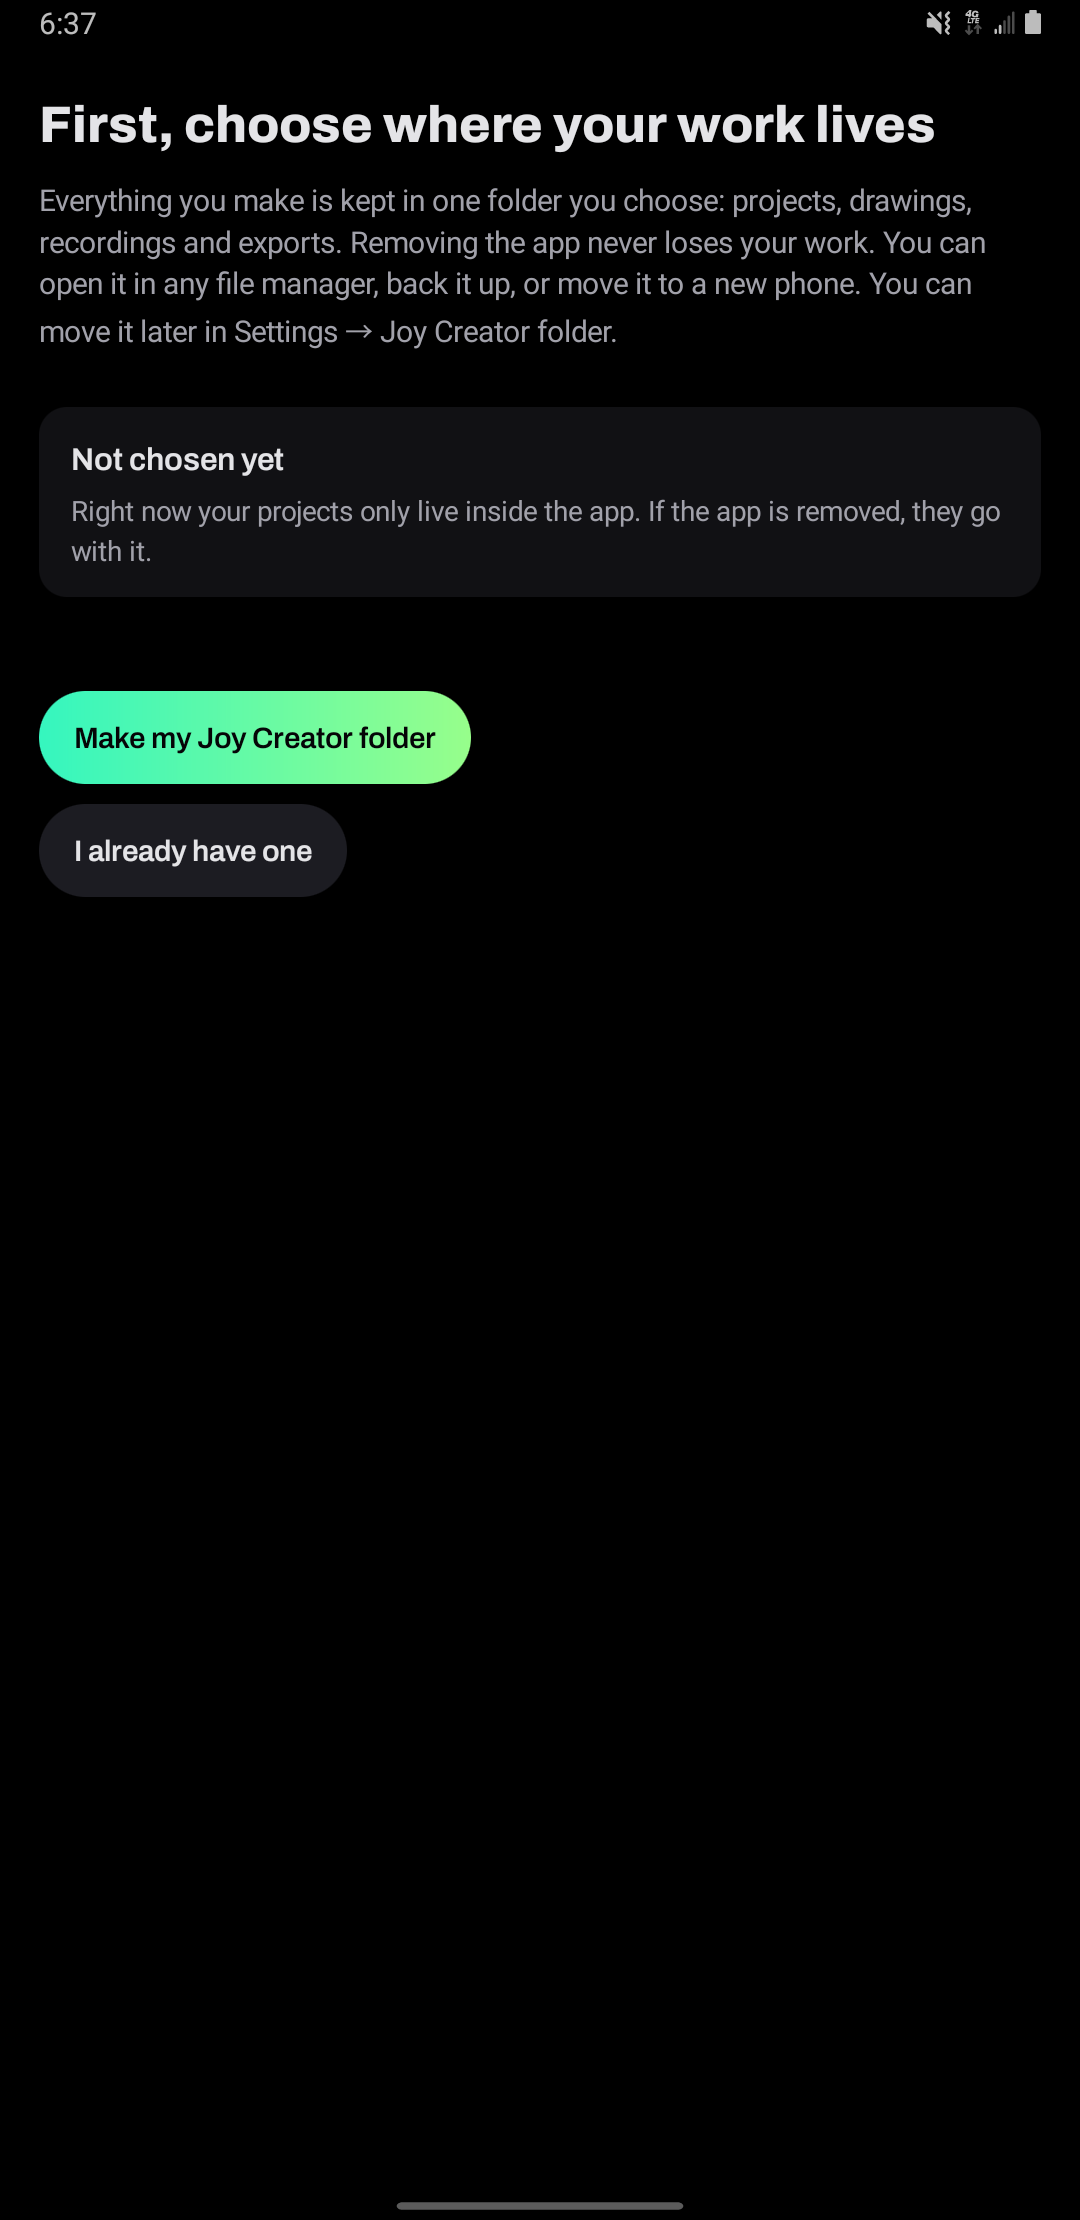 6:37
4G
LTE
First, choose where your work lives
Everything you make is kept in one folder you choose: projects, drawings,
recordings and exports. Removing the app never loses your work. You can
open it in any file manager, back it up, or move it to a new phone. You can
move it later in Settings → Joy Creator folder.
Not chosen yet
Right now your projects only live inside the app. If the app is removed, they go
with it.
Make my Joy Creator folder
I already have one